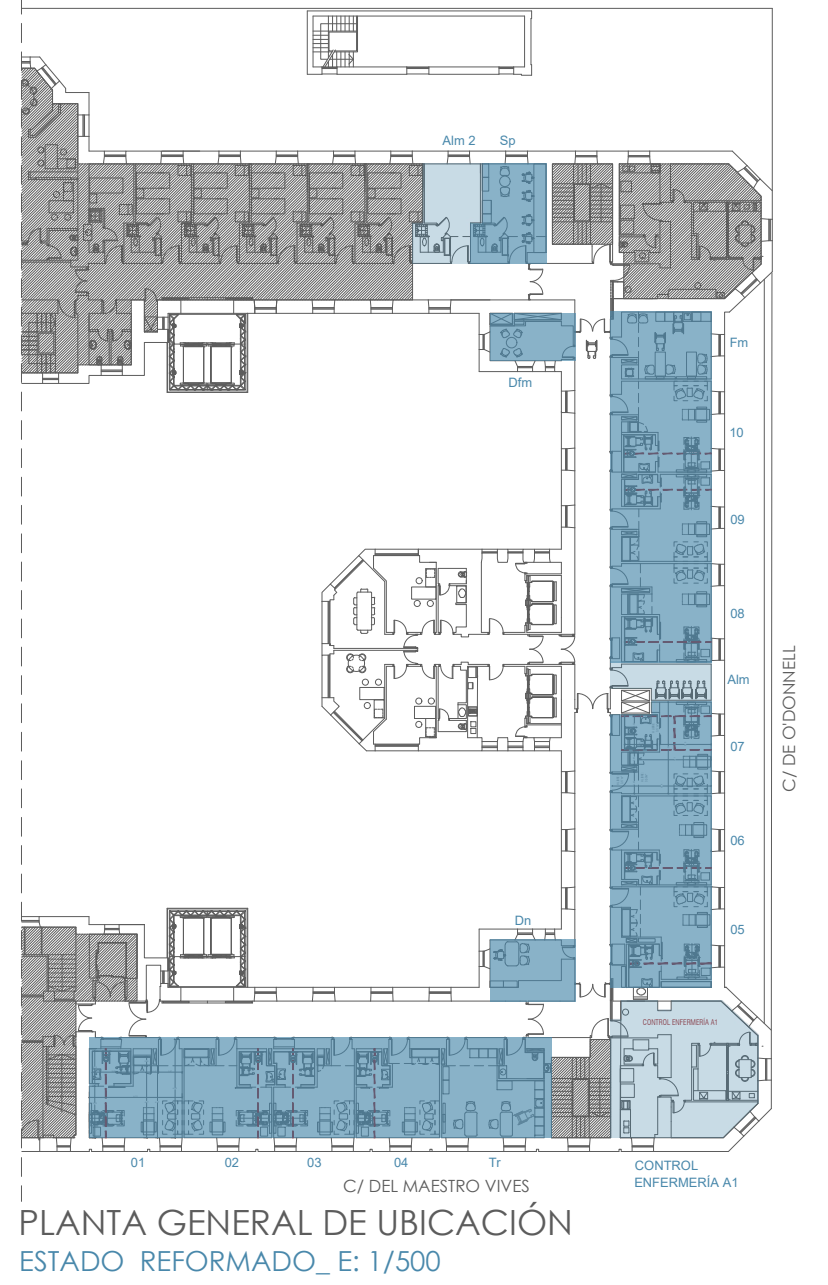 Alm 2 Sp
Fm
Dfm
10
09
08
Alm
07
06
05
C/ DE O'DONNELL
Dn
CONTROL ENFERMERÍA A1
01 02 03 04 Tr
CONTROL
ENFERMERÍA A1
C/ DEL MAESTRO VIVES
PLANTA GENERAL DE UBICACIÓN
ESTADO REFORMADO_ E: 1/500